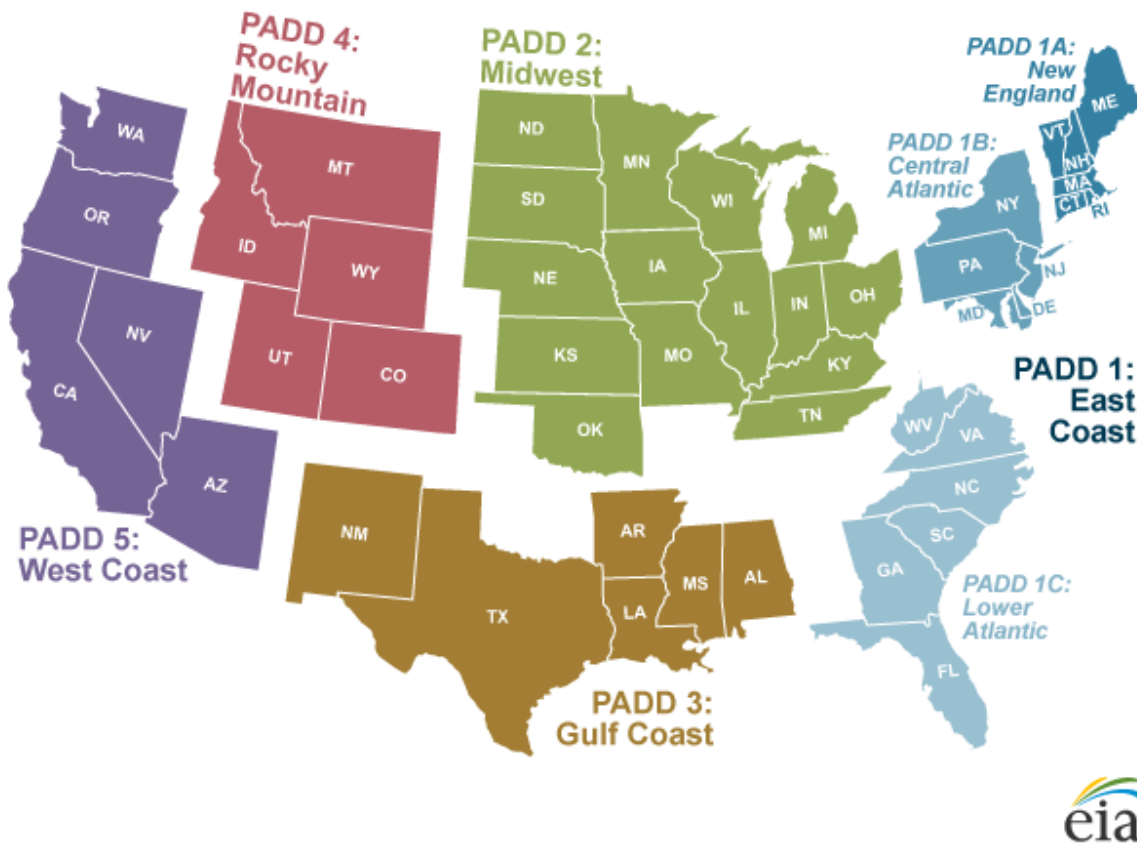 PADD 4:
Rocky
Mountain
PADD 2:
Midwest
PADD 1A:
New
England
PADD 1B:
Central
Atlantic
WA
OR
CA
NV
AZ
PADD 5:
West Coast
MT
ID
WY
UT
CO
ND
SD
NE
KS
OK
MN
IA
MO
WI
IL
IN
MI
OH
KY
TN
ME
VT
NH
MA
CT
RI
NY
PA
NJ
MD
DE
PADD 1:
East
Coast
WV
VA
NC
SC
GA
FL
PADD 1C:
Lower
Atlantic
NM
TX
AR
LA
MS
AL
PADD 3:
Gulf Coast
eia